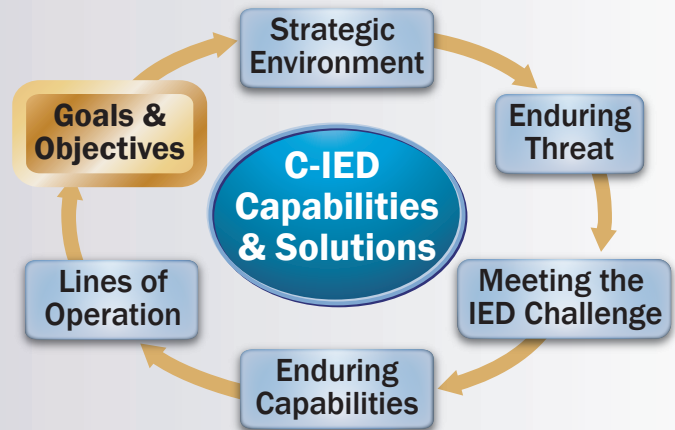 Strategic
Environment
Goals &
Objectives
Enduring
Threat
C-IED
Capabilities
& Solutions
Lines of
Operation
Meeting the
IED Challenge
Enduring
Capabilities